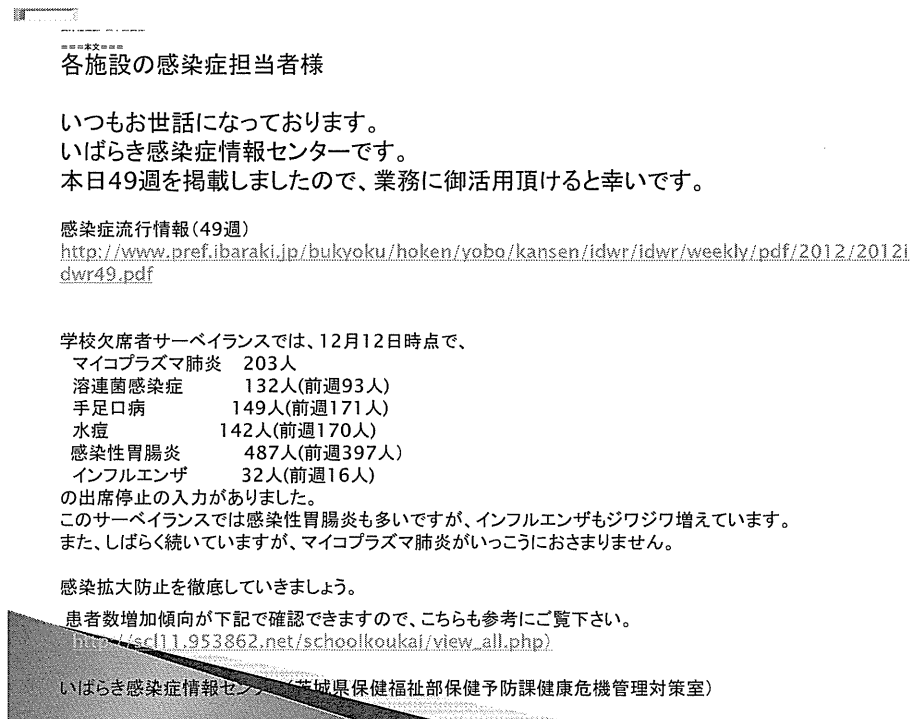 ===本文===
各施設の感染症担当者様
いつもお世話になっております。
いばらき感染症情報センターです。
本日49週を掲載しましたので、業務に御活用頂けると幸いです。
感染症流行情報(49週)
http://www.pref.ibaraki.jp/bukyoku/hoken/yobo/kansen/idwr/idwr/weekly/pdf/2012/2012i
dwr49.pdf
学校欠席者サーベイランスでは、12月12日時点で、
マイコプラズマ肺炎 203人
溶連菌感染症 132人(前週93人)
手足口病 149人(前週171人)
水痘 142人(前週170人)
感染性胃腸炎 487人(前週397人)
インフルエンザ 32人(前週16人)
の出席停止の入力がありました。
このサーベイランスでは感染性胃腸炎も多いですが、インフルエンザもジワジワ増えています。
また、しばらく続いていますが、マイコプラズマ肺炎がいっこうにおさまりません。
感染拡大防止を徹底していきましょう。
患者数増加傾向が下記で確認できますので、こちらも参考にご覧下さい。
http://scl11.953862.net/schoolkoukai/view_all.php)
いばらき感染症情報センター(茨城県保健福祉部保健予防課健康危機管理対策室)